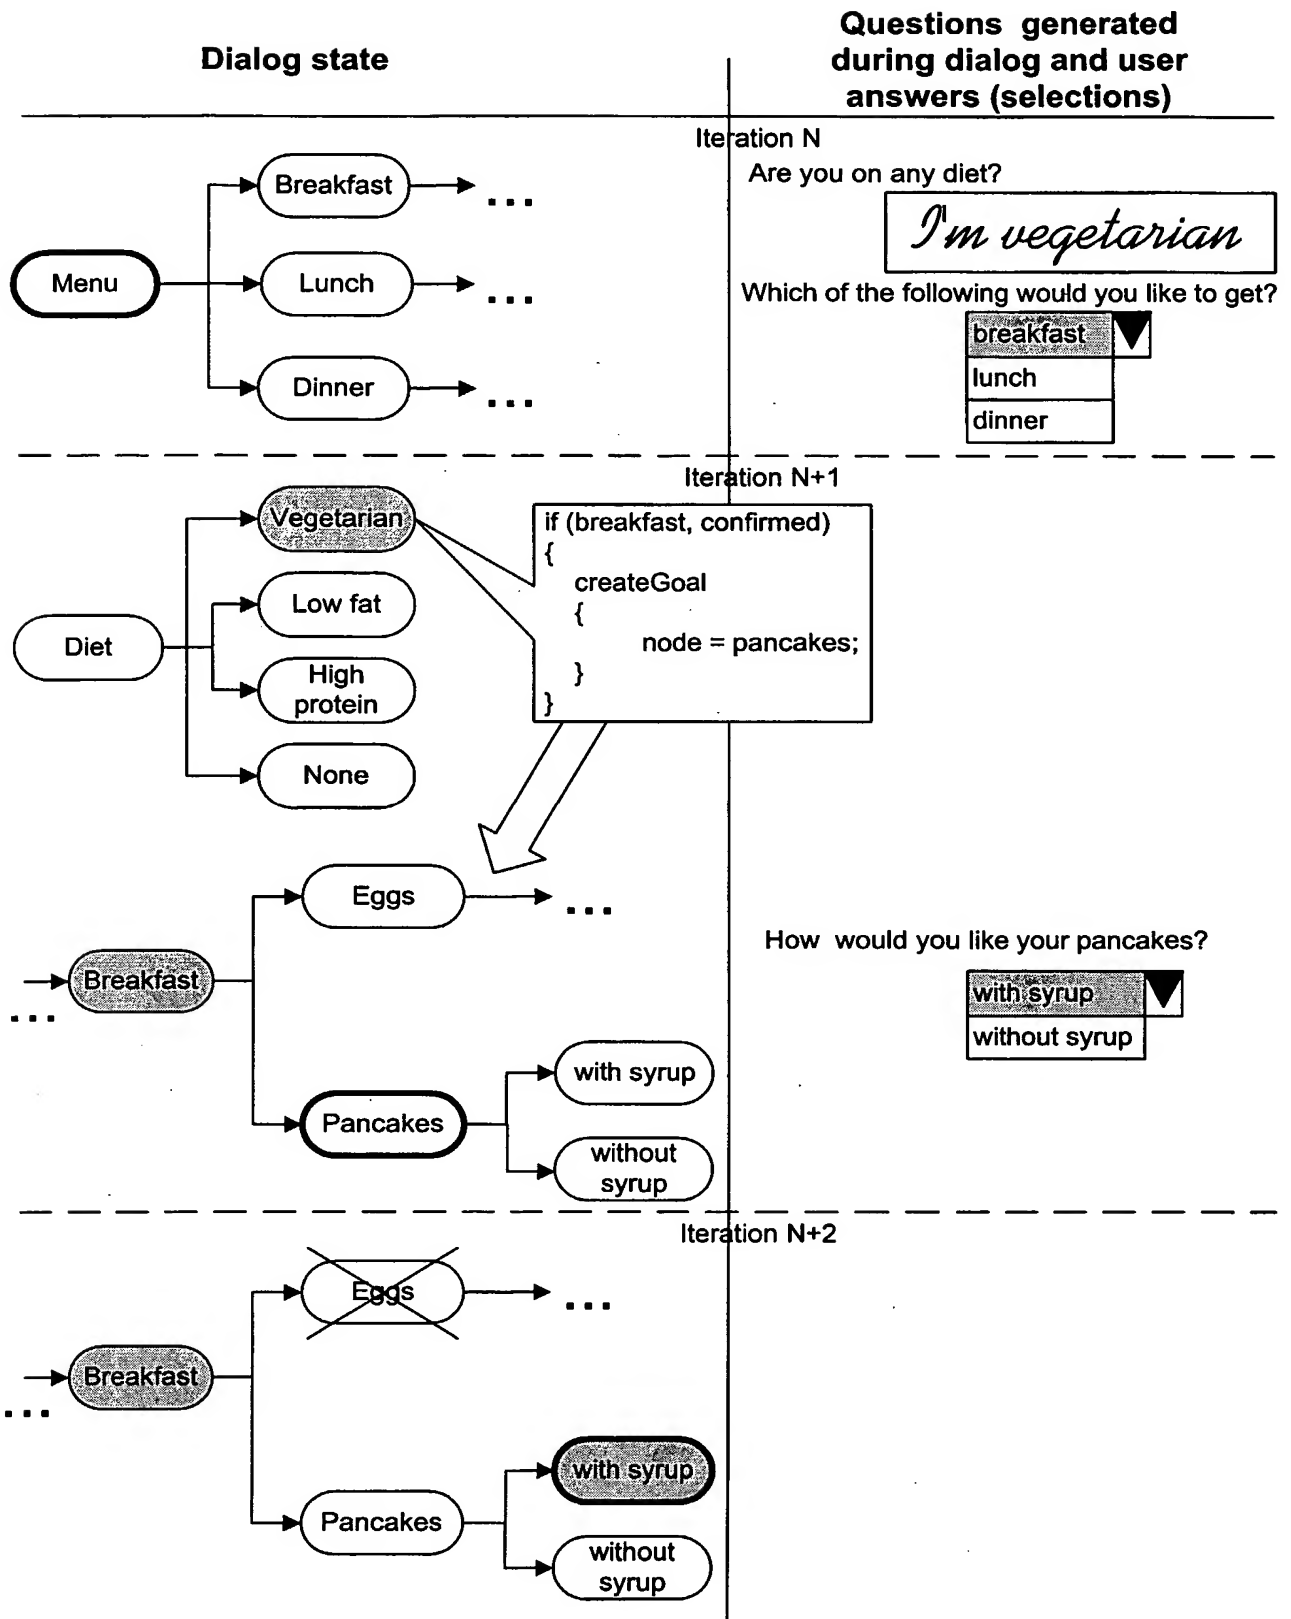 Dialog state
Questions generated
during dialog and user
answers (selections)
Iteration N
Breakfast
...
Menu
Lunch
...
Dinner
...
Are you on any diet?
I'm vegetarian
Which of the following would you like to get?
breakfast
lunch
dinner
Iteration N+1
Vegetarian
if (breakfast, confirmed)
{
createGoal
{
node = pancakes;
}
}
Low fat
Diet
High
protein
None
Eggs
...
Breakfast
...
Pancakes
with syrup
without
syrup
How would you like your pancakes?
with syrup
without syrup
Iteration N+2
Eggs
...
Breakfast
...
with syrup
Pancakes
without
syrup